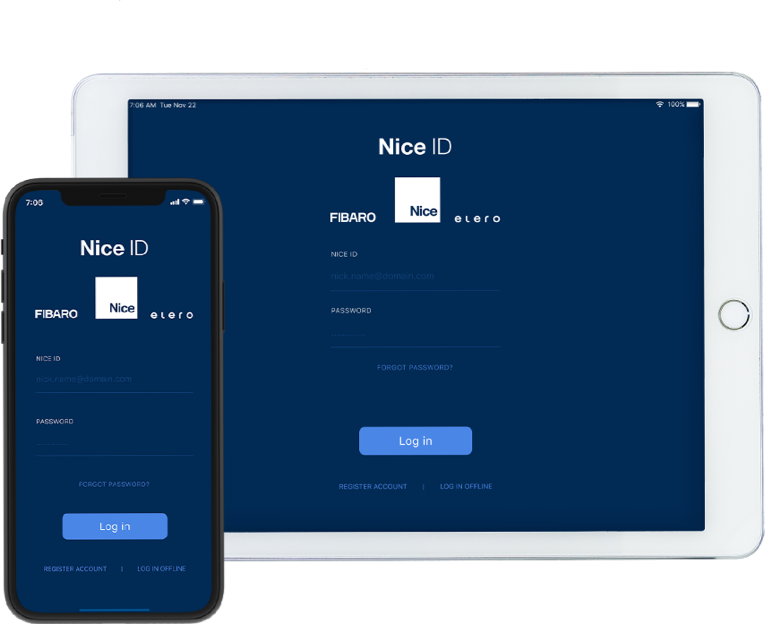 7:06 AM Tue Nov 22
100%
Nice ID
FIBARO
Nice
elero
NICE ID
nick.name@domain.com
PASSWORD
FORGOT PASSWORD?
Log in
REGISTER ACCOUNT | LOG IN OFFLINE
7:06
Nice ID
FIBARO
Nice
elero
NICE ID
nick.name@domain.com
PASSWORD
FORGOT PASSWORD?
Log in
REGISTER ACCOUNT | LOG IN OFFLINE